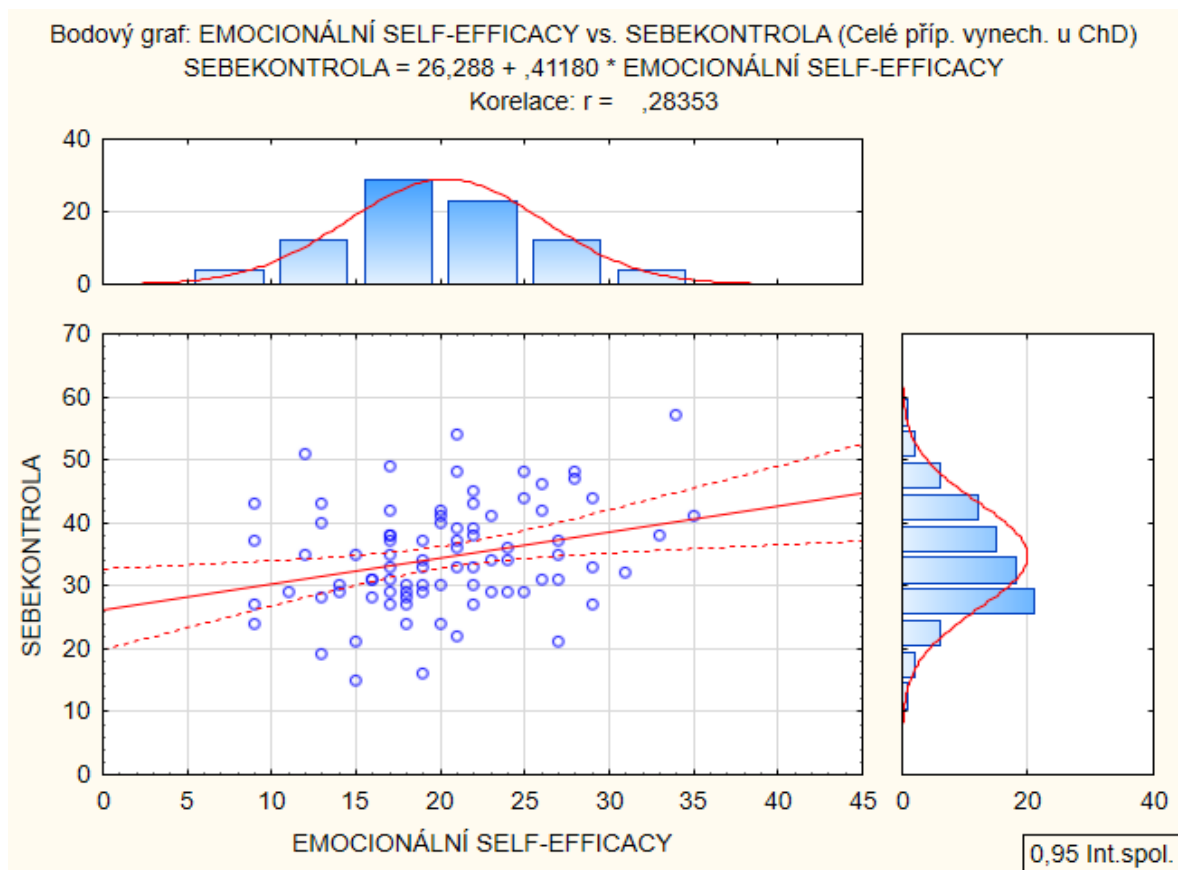 Bodový graf: EMOCIONÁLNÍ SELF-EFFICACY vs. SEBEKONTROLA (Celé příp. vynech. u ChD)
SEBEKONTROLA = 26,288 + ,41180 * EMOCIONÁLNÍ SELF-EFFICACY
Korelace: r = ,28353
40
20
0
70
60
50
40
30
20
10
0
SEBEKONTROLA
0 5 10 15 20 25 30 35 40 45
EMOCIONÁLNÍ SELF-EFFICACY
0 20 40
0,95 Int.spol.